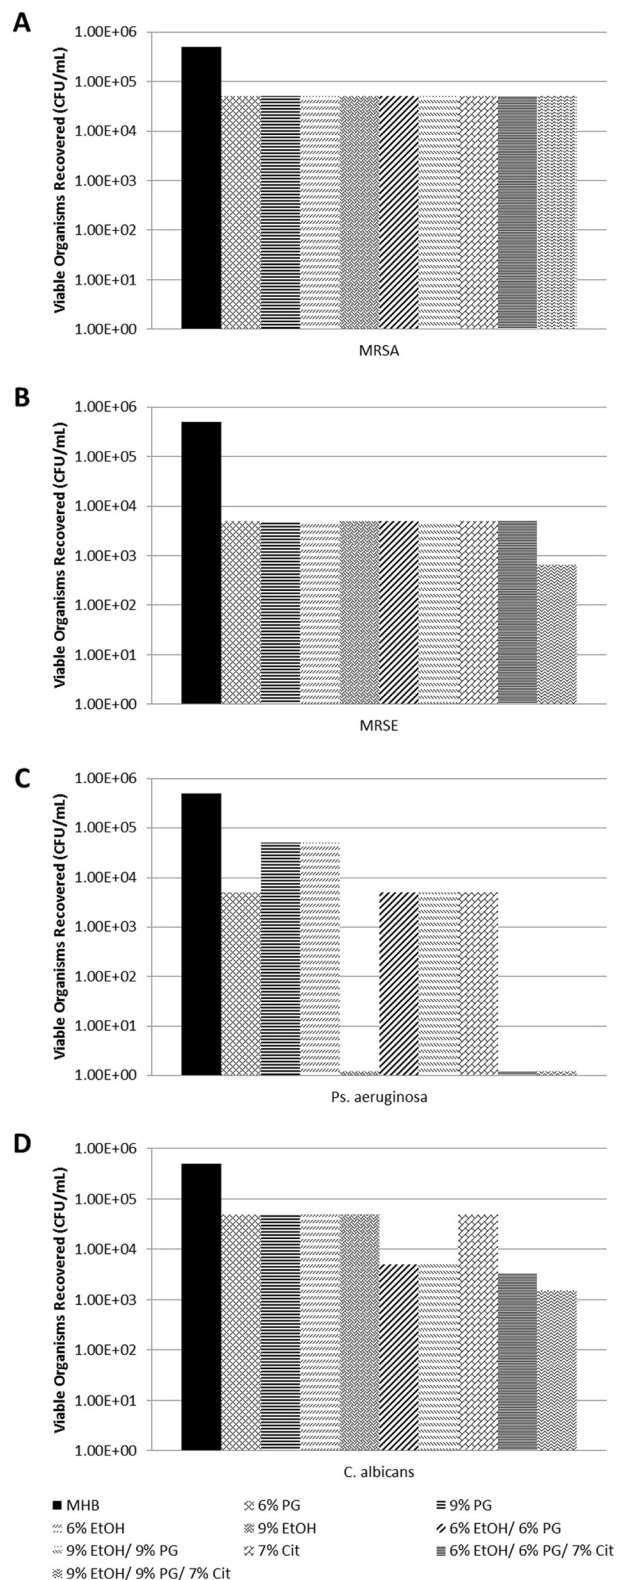 A
Viable Organisms Recovered (CFU/mL)
1.00E+06
1.00E+05
1.00E+04
1.00E+03
1.00E+02
1.00E+01
1.00E+00
MRSA
B
Viable Organisms Recovered (CFU/mL)
1.00E+06
1.00E+05
1.00E+04
1.00E+03
1.00E+02
1.00E+01
1.00E+00
MRSE
C
Viable Organisms Recovered (CFU/mL)
1.00E+06
1.00E+05
1.00E+04
1.00E+03
1.00E+02
1.00E+01
1.00E+00
Ps. aeruginosa
D
Viable Organisms Recovered (CFU/mL)
1.00E+06
1.00E+05
1.00E+04
1.00E+03
1.00E+02
1.00E+01
1.00E+00
C. albicans
MHB 6% PG 9% PG
6% EtOH 9% EtOH 6% EtOH/ 6% PG
9% EtOH/ 9% PG 7% Cit 6% EtOH/ 6% PG/ 7% Cit
9% EtOH/ 9% PG/ 7% Cit